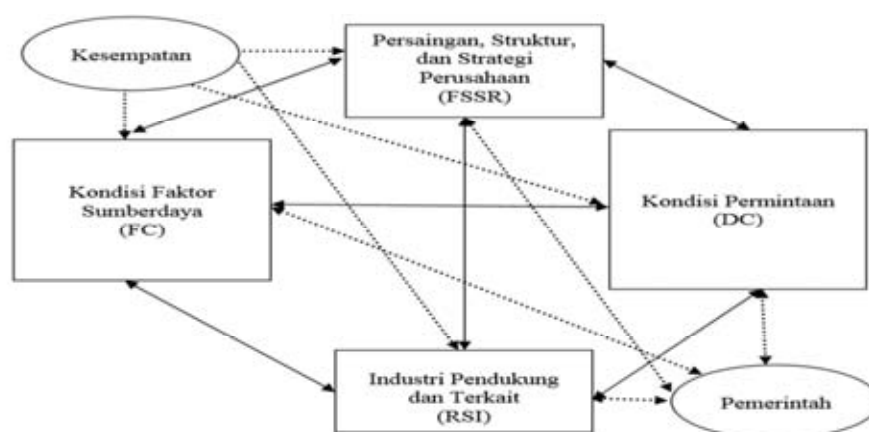 Kesempatan
Persaingan, Struktur,
dan Strategi
Perusahaan
(FSSR)
Kondisi Faktor
Sumberdaya
(FC)
Kondisi Permintaan
(DC)
Industri Pendukung
dan Terkait
(RSI)
Pemerintah